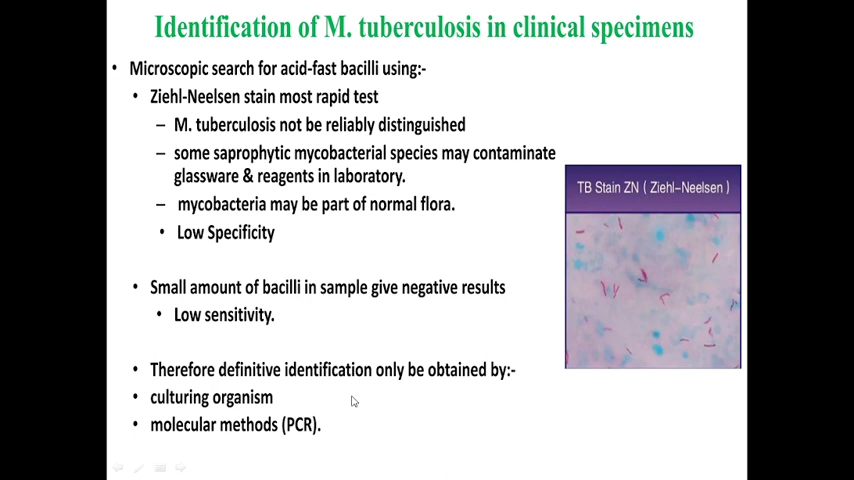 Identification of M. tuberculosis in clinical specimens
• Microscopic search for acid-fast bacilli using:-
• Ziehl-Neelsen stain most rapid test
– M. tuberculosis not be reliably distinguished
– some saprophytic mycobacterial species may contaminate
glassware & reagents in laboratory.
– mycobacteria may be part of normal flora.
• Low Specificity
TB Stain ZN ( Ziehl-Neelsen )
• Small amount of bacilli in sample give negative results
• Low sensitivity.
• Therefore definitive identification only be obtained by:-
• culturing organism
• molecular methods (PCR).